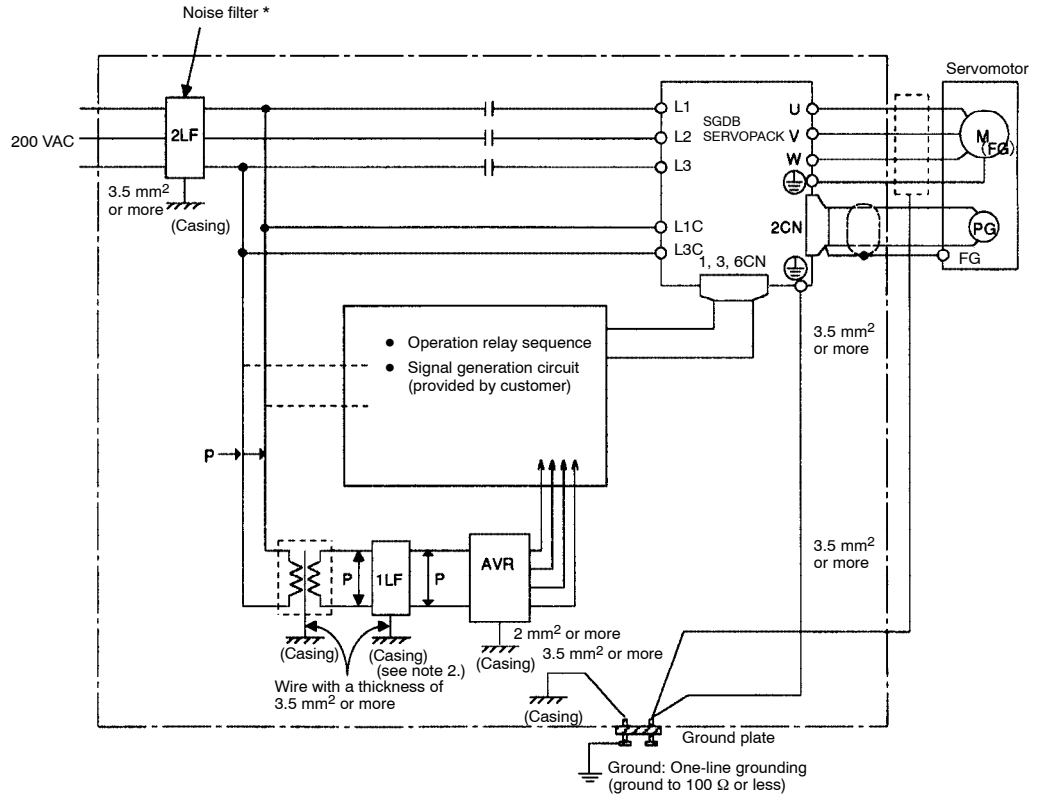 Noise filter *
Servomotor
200 VAC
2LF
3.5 mm2
or more
(Casing)
L1
L2
L3
L1C
L3C
SGDB
SERVOPACK
U
V
W
M
(FG)
2CN
PG
FG
1, 3, 6CN
● Operation relay sequence
● Signal generation circuit
(provided by customer)
3.5 mm2
or more
P
3.5 mm2
or more
P
1LF
P
AVR
(Casing)
(Casing)
(see note 2.)
(Casing)
2 mm2 or more
3.5 mm2 or more
Wire with a thickness of
3.5 mm2 or more
(Casing)
Ground plate
Ground: One-line grounding
(ground to 100 Ω or less)